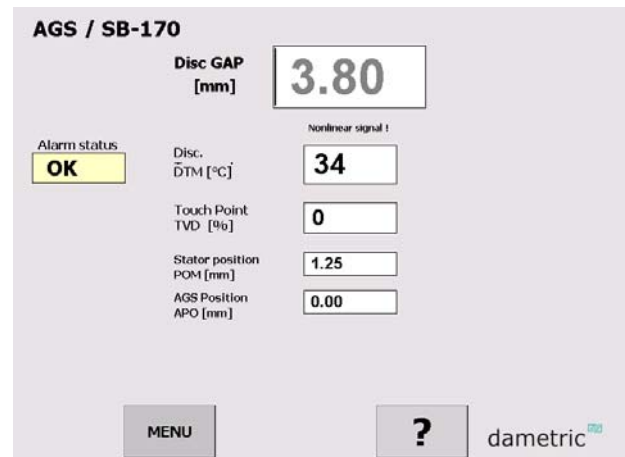 AGS / SB-170
Disc GAP
[mm]
3.80
Nonlinear signal !
Alarm status
OK
Disc.
DTM [°C]
34
Touch Point
TVD [%]
0
Stator position
POM [mm]
1.25
AGS Position
APO [mm]
0.00
MENU
?
dametric